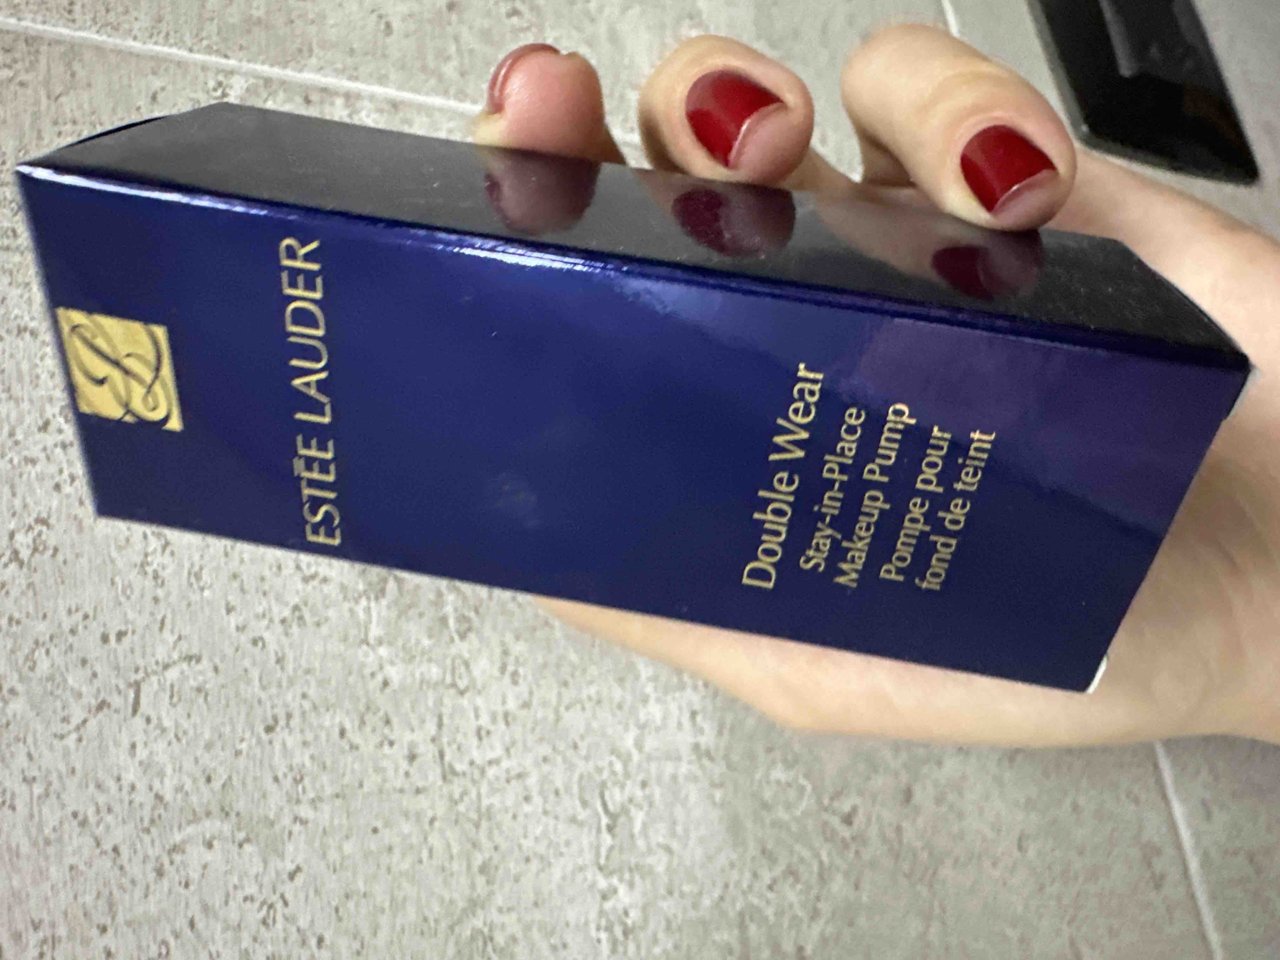 ESTĒE LAUDER
Double Wear
Stay-in-Place
Makeup Pump
Pompe pour
fond de teint